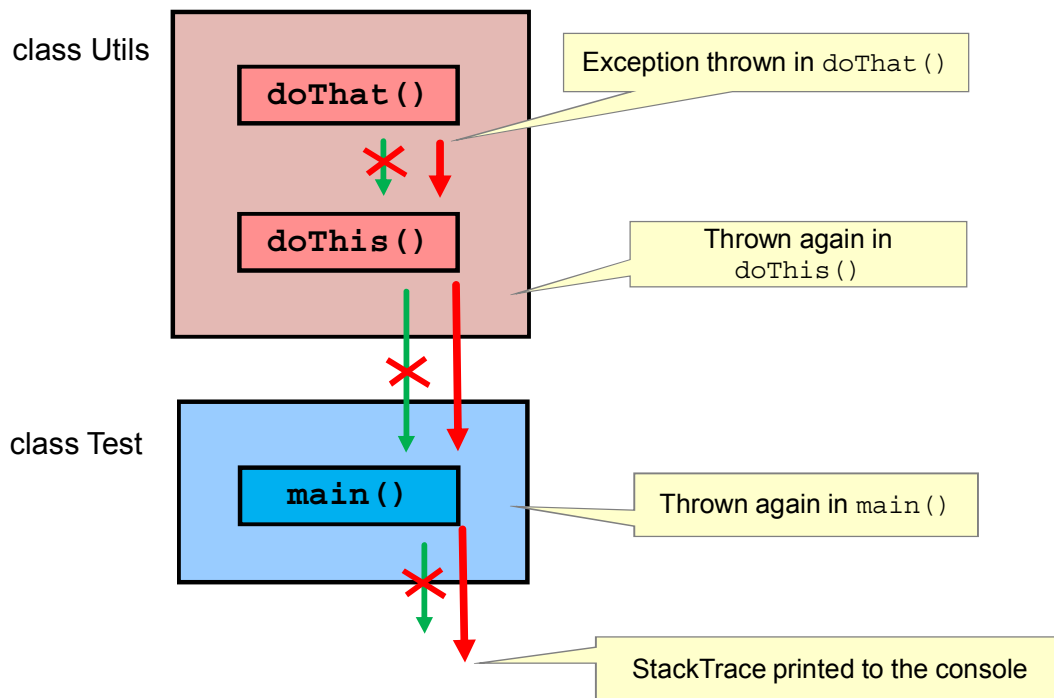 class Utils
Exception thrown in doThat()
doThat()
doThis()
Thrown again in
doThis()
class Test
main()
Thrown again in main()
StackTrace printed to the console